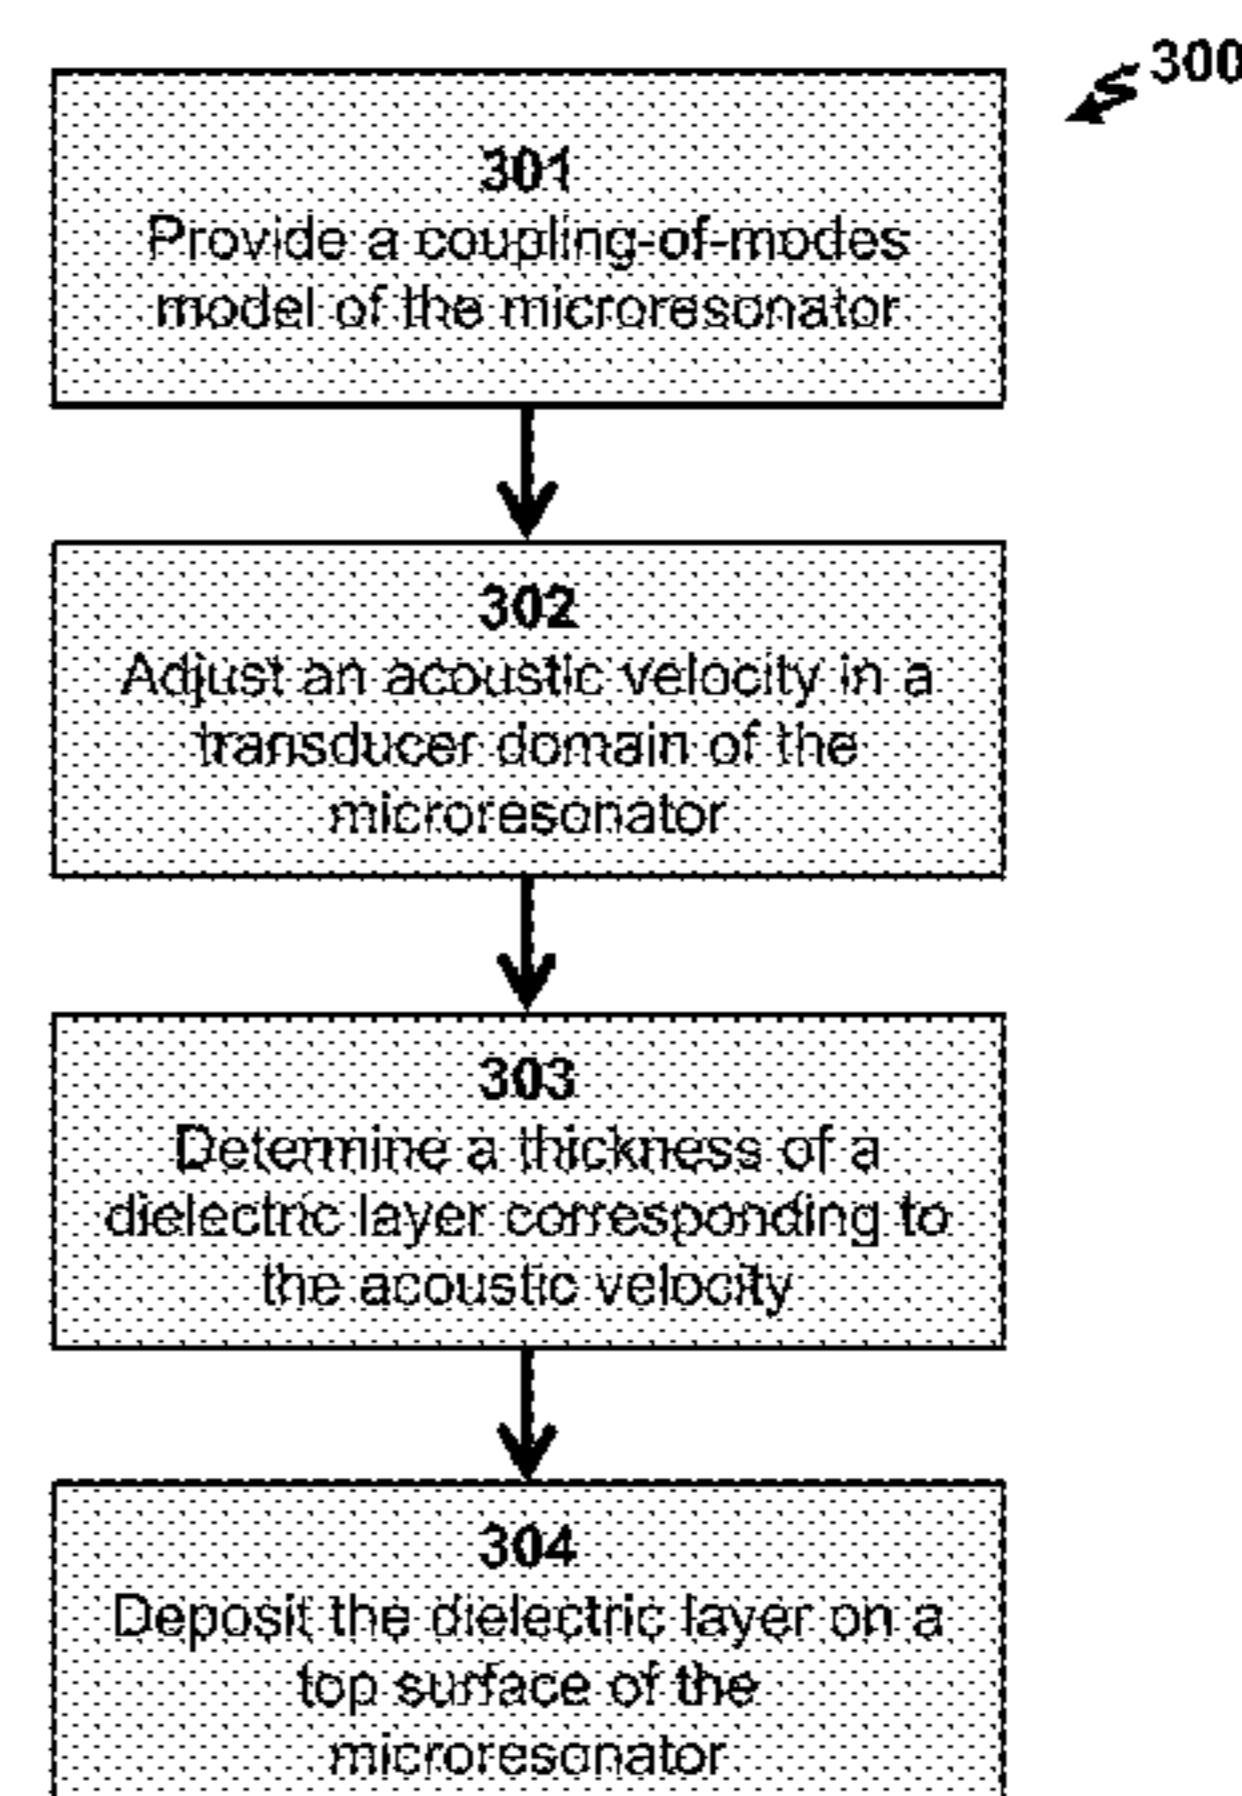 300
301
Provide a coupling-of-modes
model of the microresonator
302
Adjust an acoustic velocity in a
transducer domain of the
microresonator
303
Determine a thickness of a
dielectric layer corresponding to
the acoustic velocity
304
Deposit the dielectric layer on a
top surface of the
microresonator